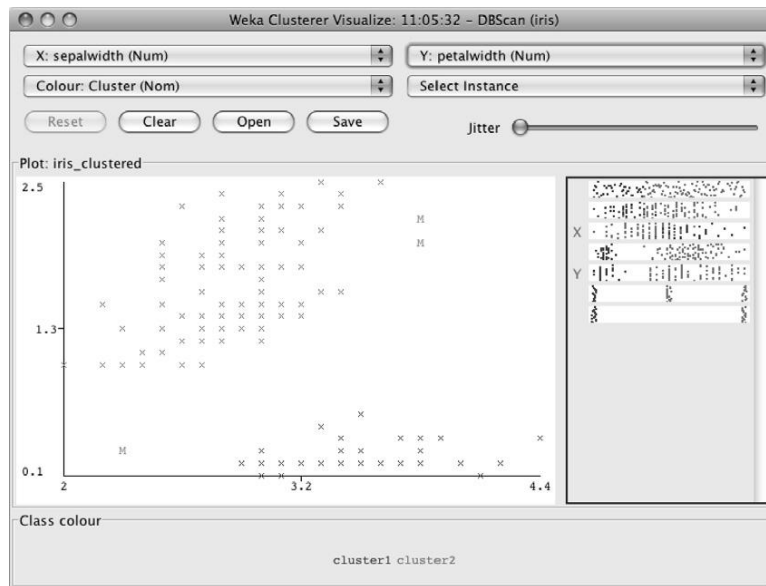 Weka Clusterer Visualize: 11:05:32 - DBScan (iris)
X: sepalwidth (Num) Y: petalwidth (Num)
Colour: Cluster (Nom) Select Instance
Reset Clear Open Save Jitter
Plot: iris_clustered
2.5
M
M
X
Y
1.3
M
0.1
2 3.2 4.4
Class colour
cluster1 cluster2